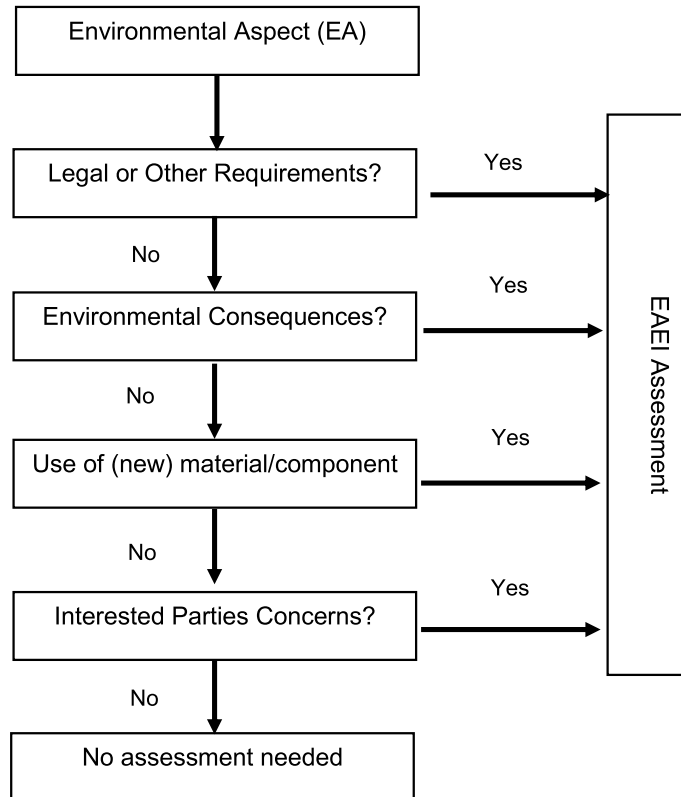 Environmental Aspect (EA)
Legal or Other Requirements?
Yes
No
Environmental Consequences?
Yes
No
Use of (new) material/component
Yes
No
Interested Parties Concerns?
Yes
No
No assessment needed
EAEI Assessment